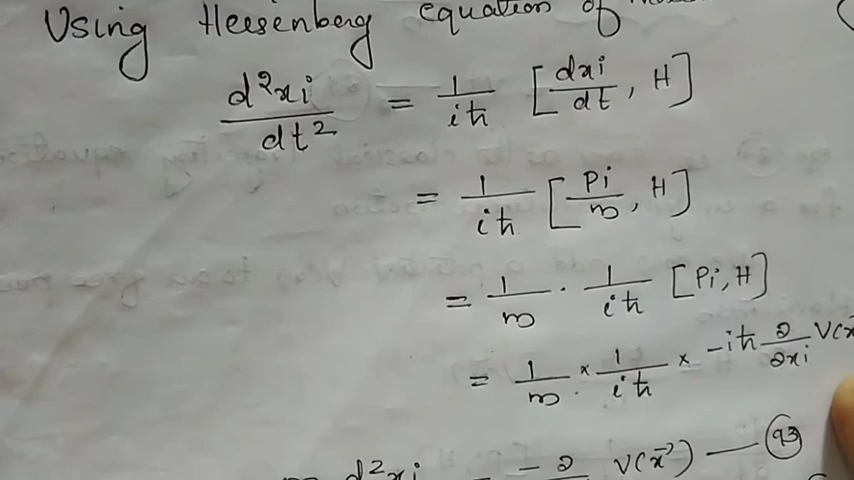 Using Heisenberg equation of
d²xi / dt² = 1/iħ [dxi/dt, H]
= 1/iħ [Pi/m, H]
= 1/m · 1/iħ [Pi, H]
= 1/m × 1/iħ × -iħ ∂/∂xi V(x
m d²xi = -∂ V(x⃗) — 93